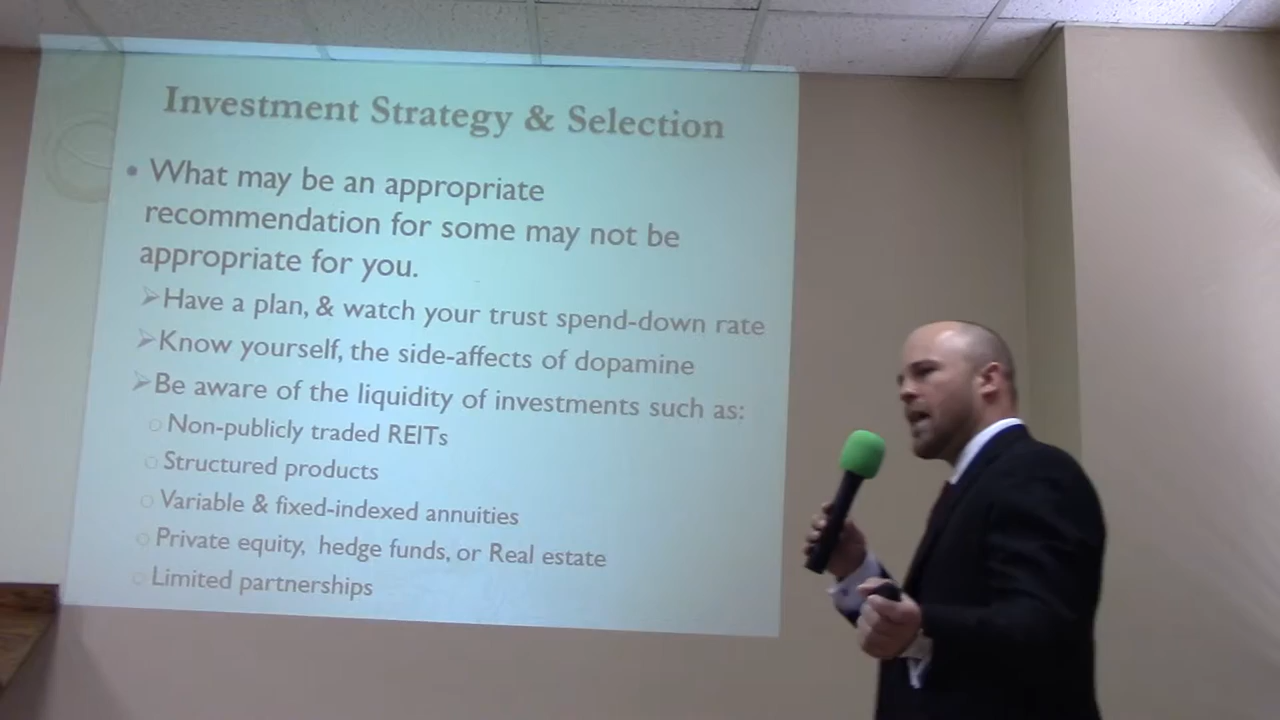 Investment Strategy & Selection
• What may be an appropriate
recommendation for some may not be
appropriate for you.
➢Have a plan, & watch your trust spend-down rate
➢Know yourself, the side-affects of dopamine
➢Be aware of the liquidity of investments such as:
○ Non-publicly traded REITs
○ Structured products
○ Variable & fixed-indexed annuities
○ Private equity, hedge funds, or Real estate
○ Limited partnerships